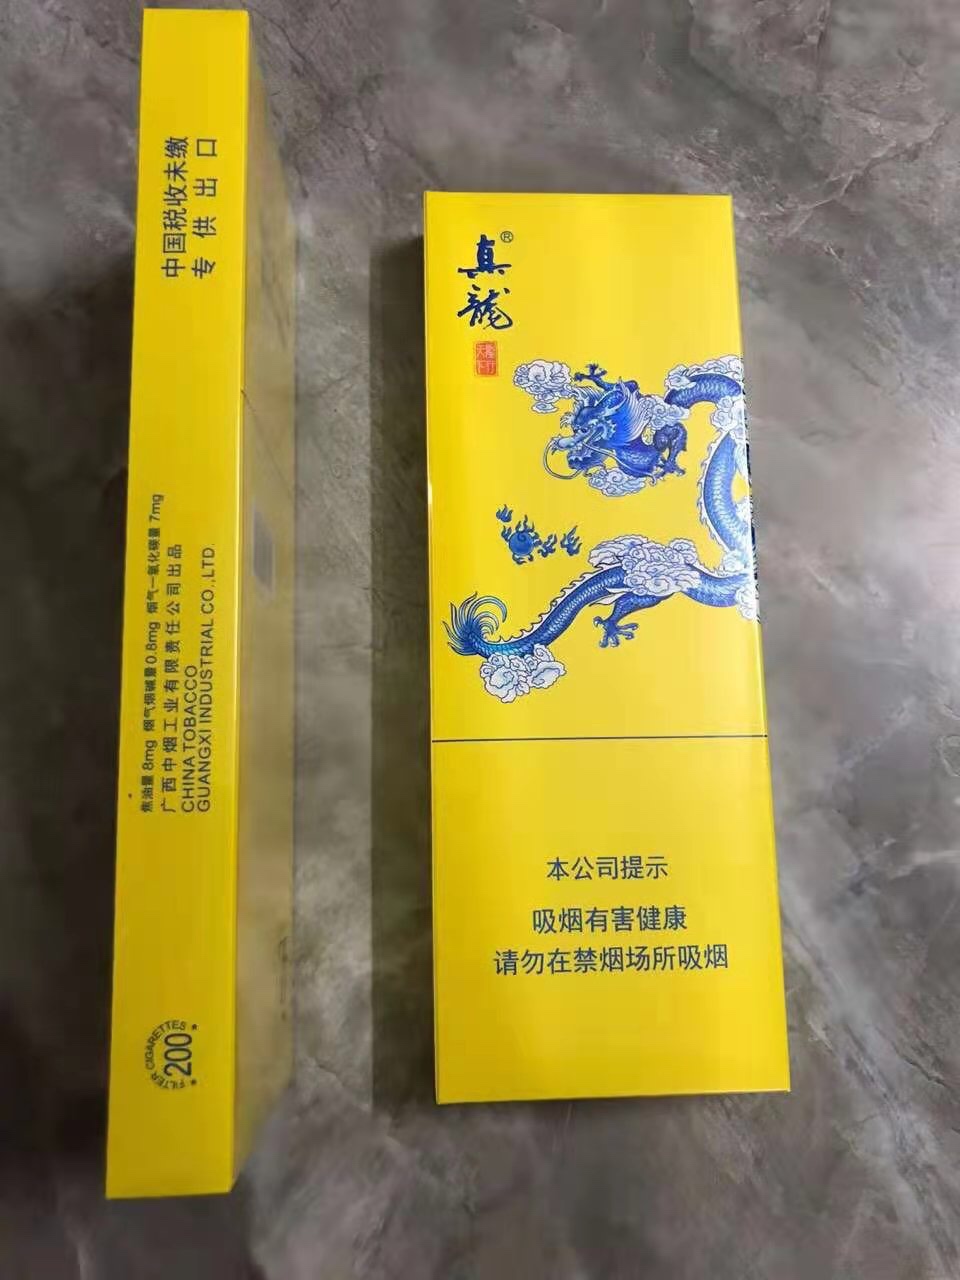 中国税收未缴
专供出口
焦油量 8mg 烟气烟碱量 0.8mg 烟气一氧化碳量 7mg
广西中烟工业有限责任公司出品
CHINA TOBACCO
GUANGXI INDUSTRIAL CO.,LTD.
FILTER CIGARETTES
200
真龍®
本公司提示
吸烟有害健康
请勿在禁烟场所吸烟